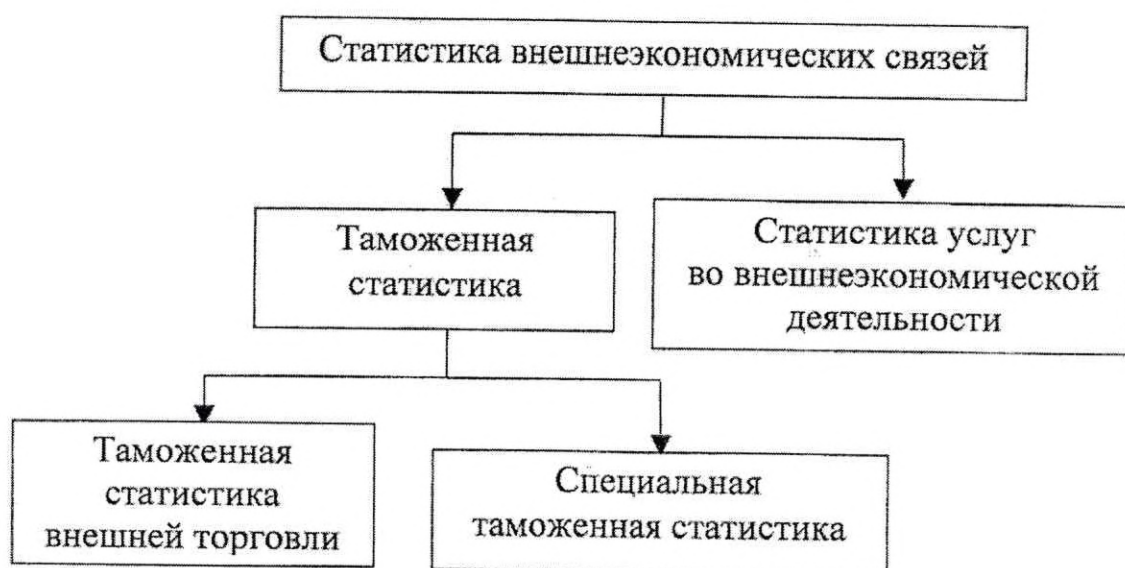 Статистика внешнеэкономических связей
Таможенная
статистика
Статистика услуг
во внешнеэкономической
деятельности
Таможенная
статистика
внешней торговли
Специальная
таможенная статистика